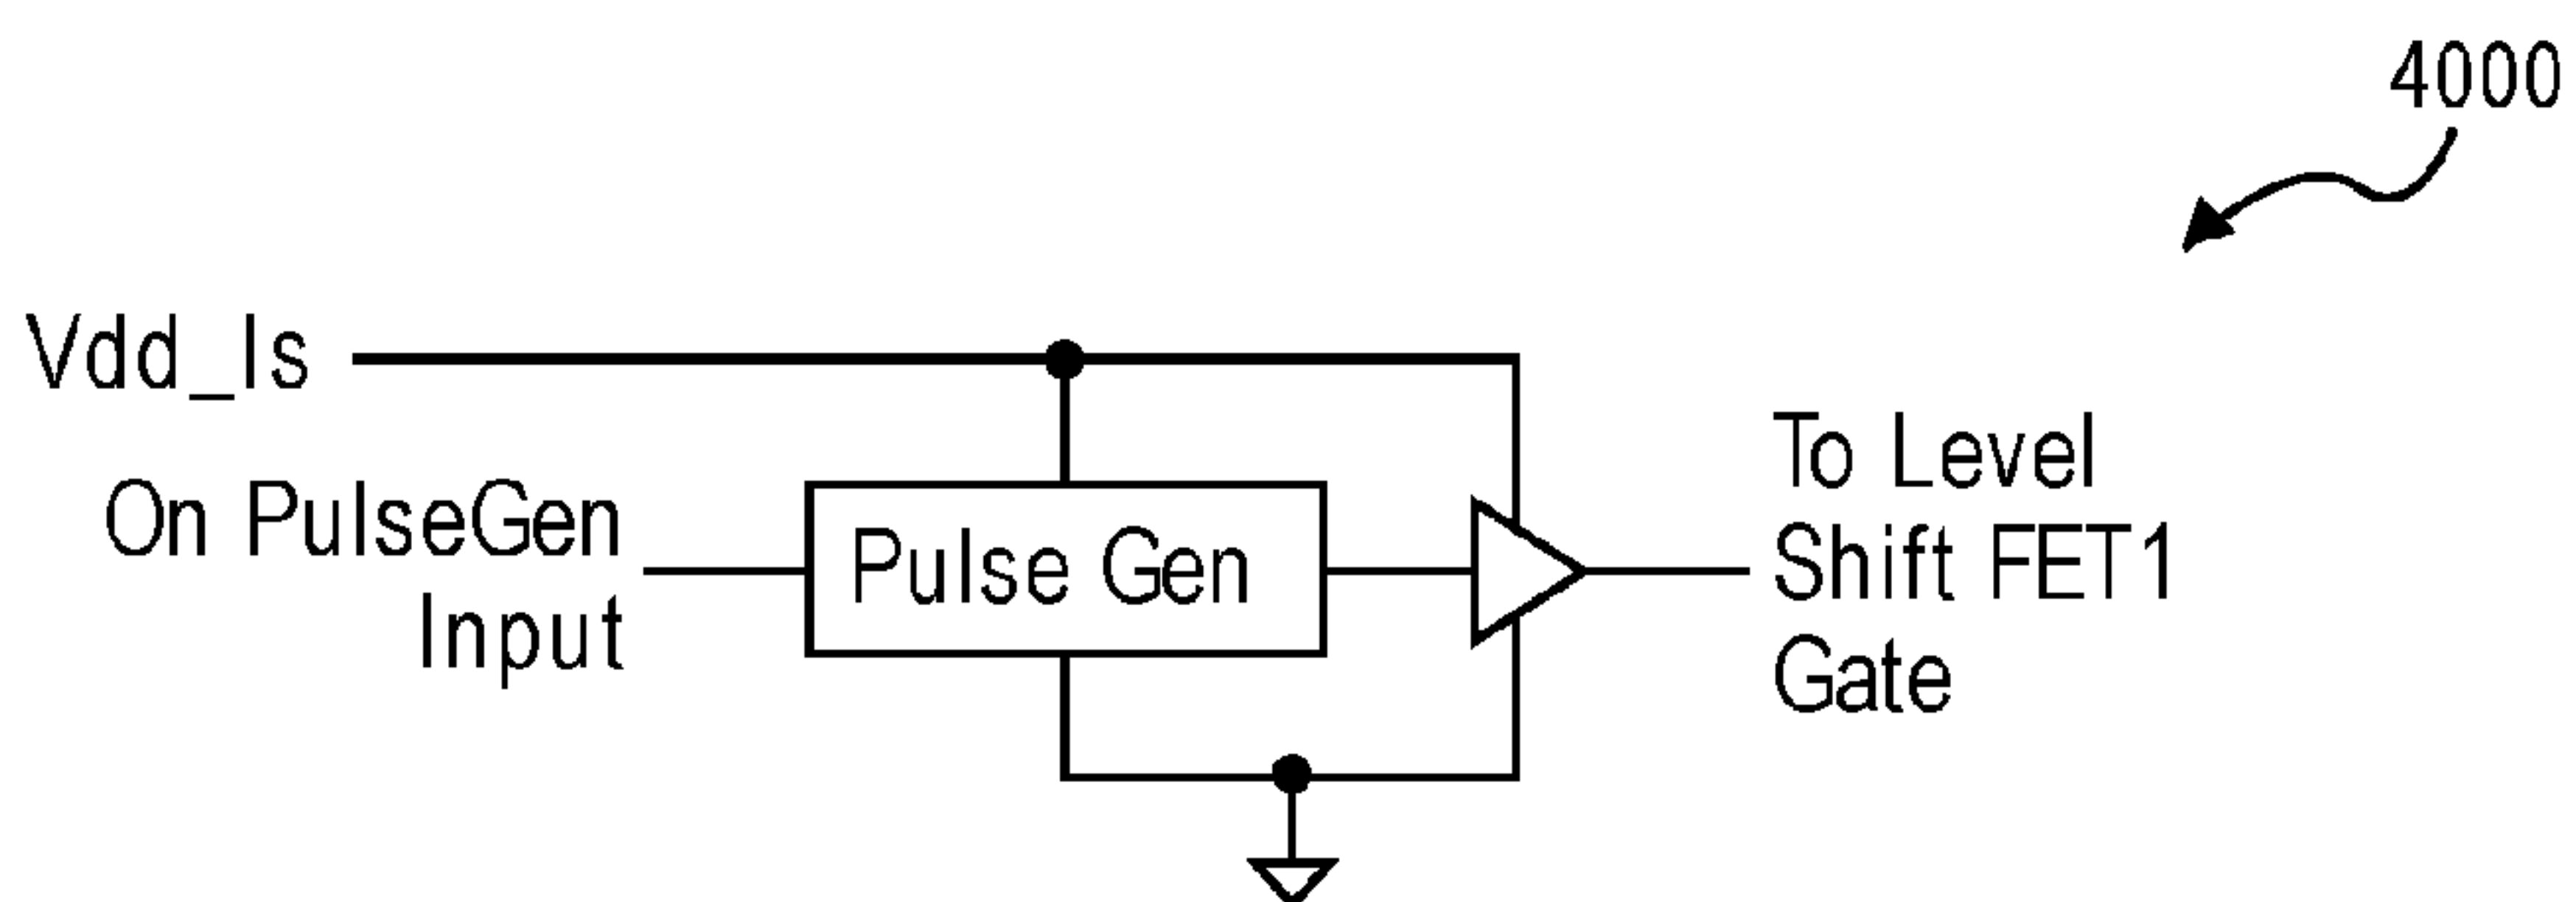 4000
Vdd_ls
On PulseGen
Input
Pulse Gen
To Level
Shift FET1
Gate